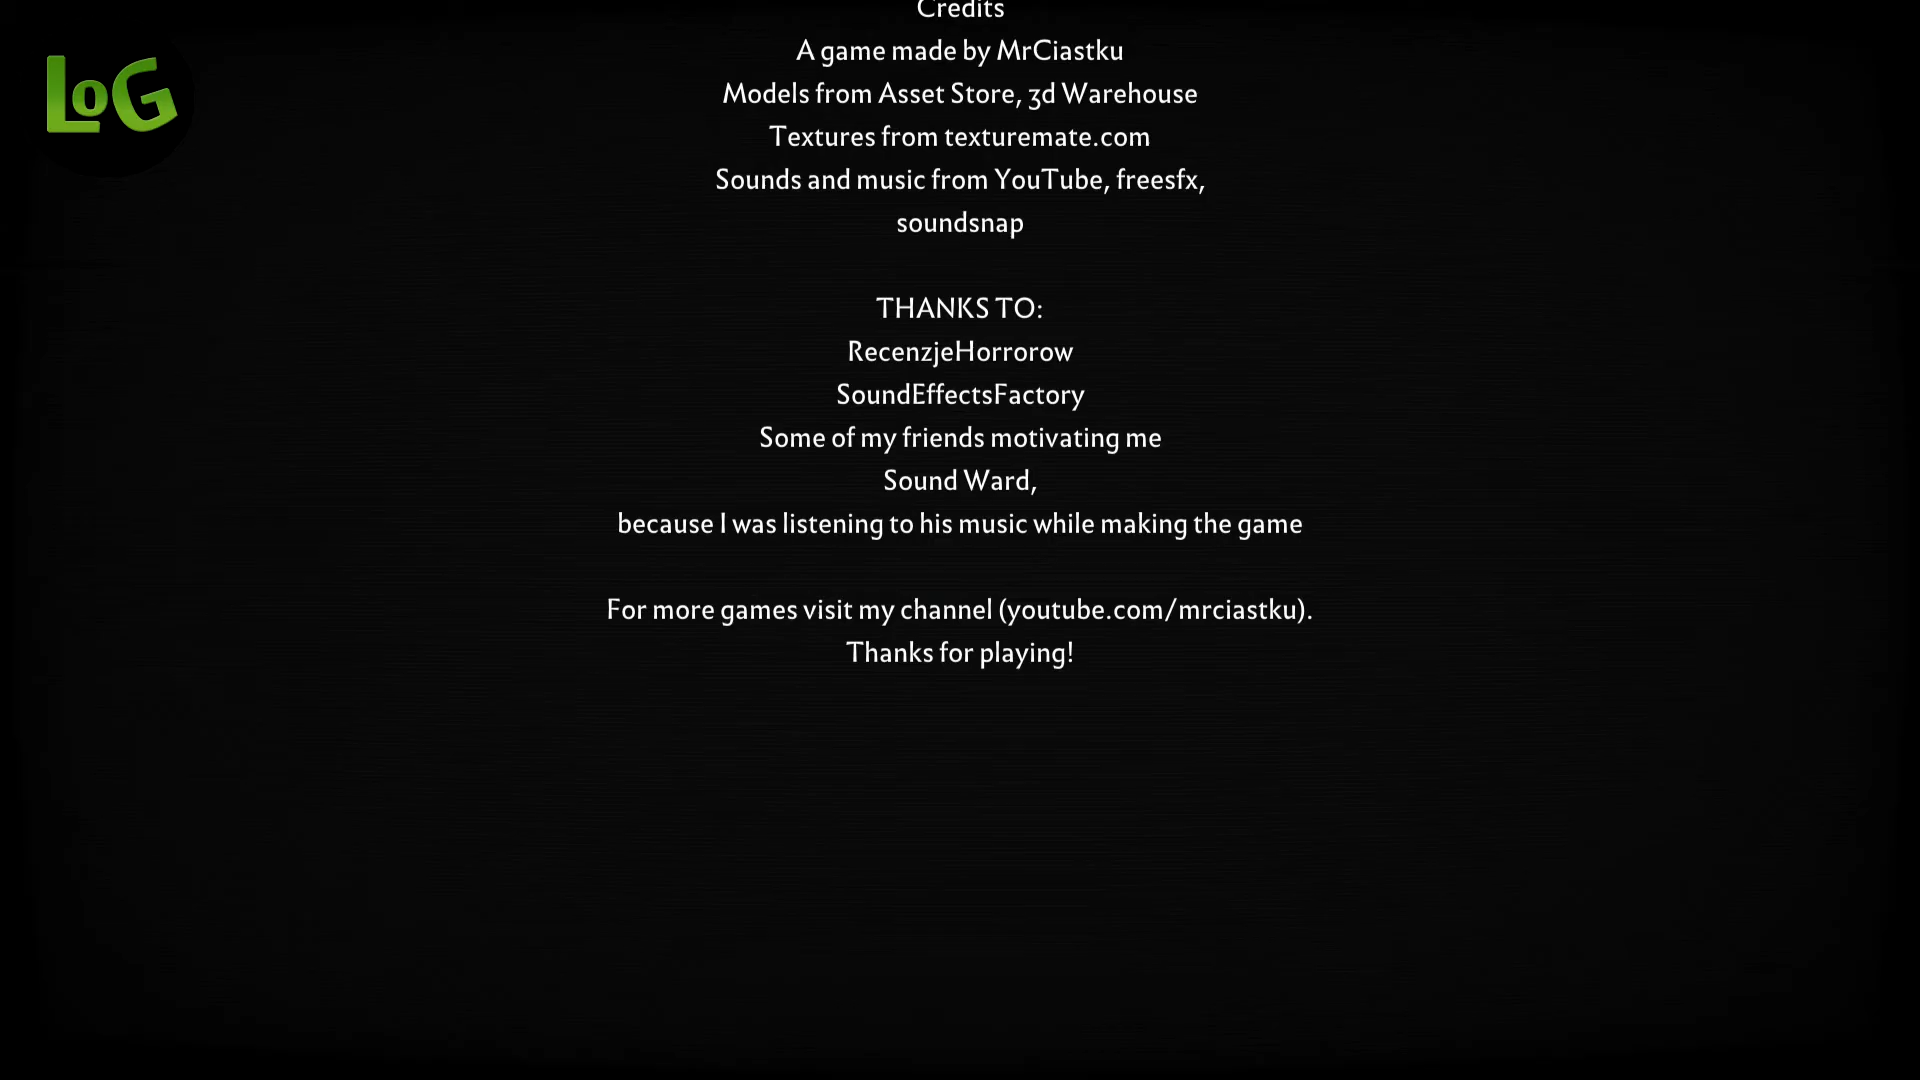 Credits
LoG
A game made by MrCiastku
Models from Asset Store, 3d Warehouse
Textures from texturemate.com
Sounds and music from YouTube, freesfx,
soundsnap
THANKS TO:
RecenzjeHorrorow
SoundEffectsFactory
Some of my friends motivating me
Sound Ward,
because I was listening to his music while making the game
For more games visit my channel (youtube.com/mrciastku).
Thanks for playing!